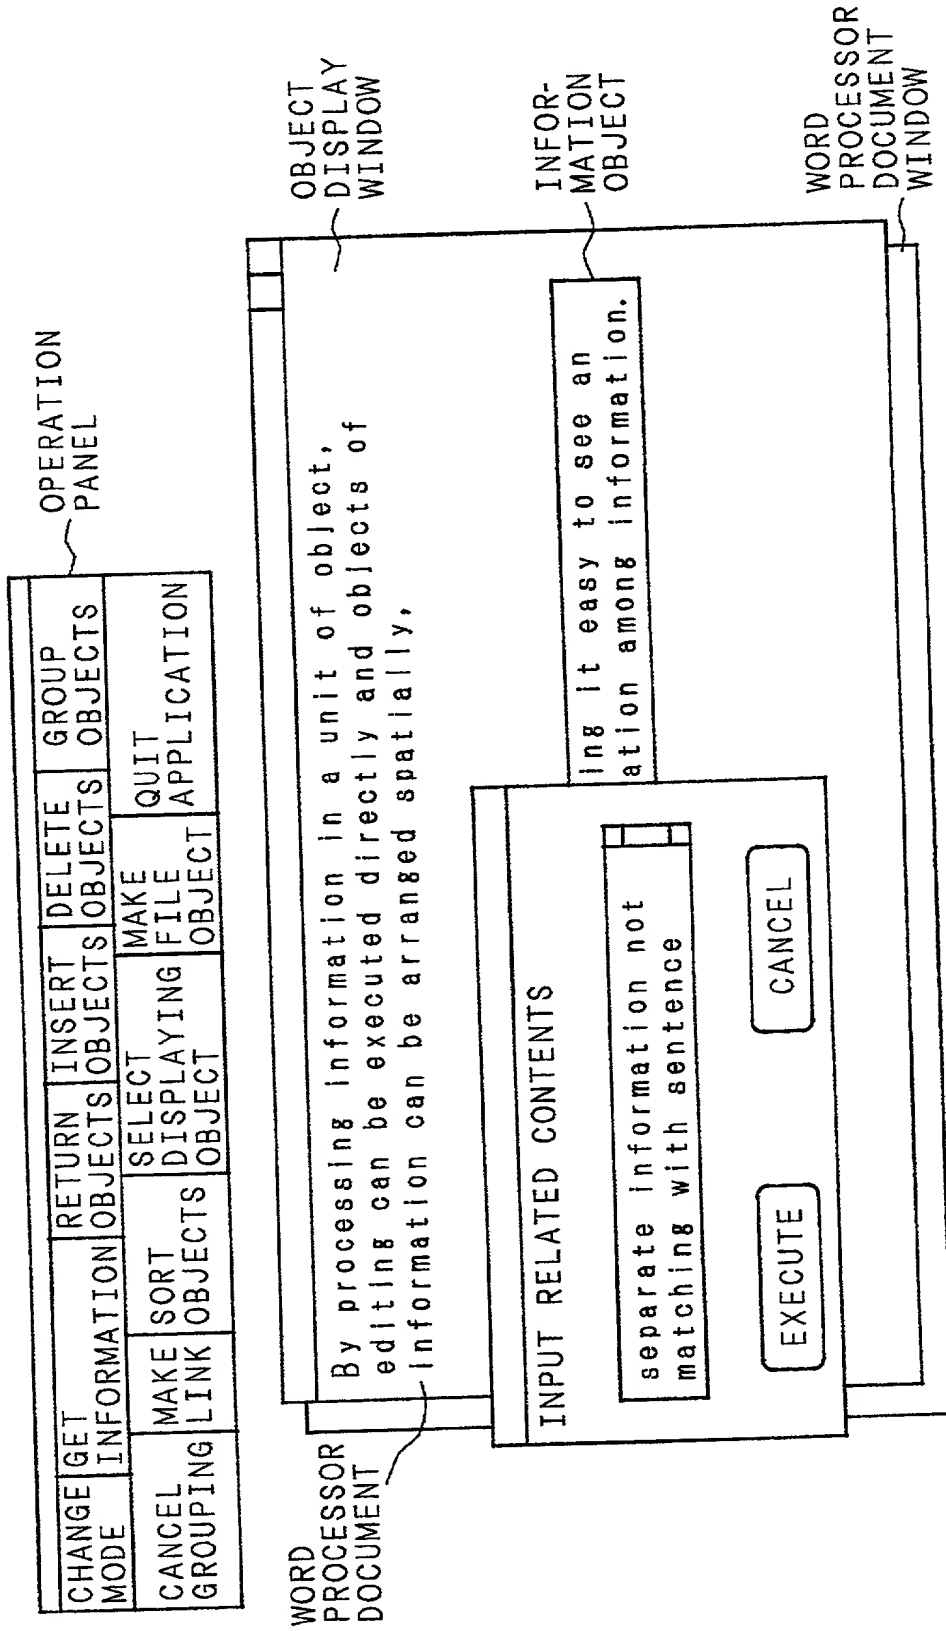 OPERATION
PANEL
CHANGE
MODE
GET
INFORMATION
RETURN
OBJECTS
INSERT
OBJECTS
DELETE
OBJECTS
GROUP
OBJECTS
CANCEL
GROUPING
MAKE
LINK
SORT
OBJECTS
SELECT
DISPLAYING
OBJECT
MAKE
FILE
OBJECT
QUIT
APPLICATION
OBJECT
DISPLAY
WINDOW
WORD
PROCESSOR
DOCUMENT
By processing information in a unit of object,
editing can be executed directly and objects of
information can be arranged spatially,
INFOR-
MATION
OBJECT
ing it easy to see an
ation among information.
INPUT RELATED CONTENTS
separate information not
matching with sentence
EXECUTE
CANCEL
WORD
PROCESSOR
DOCUMENT
WINDOW